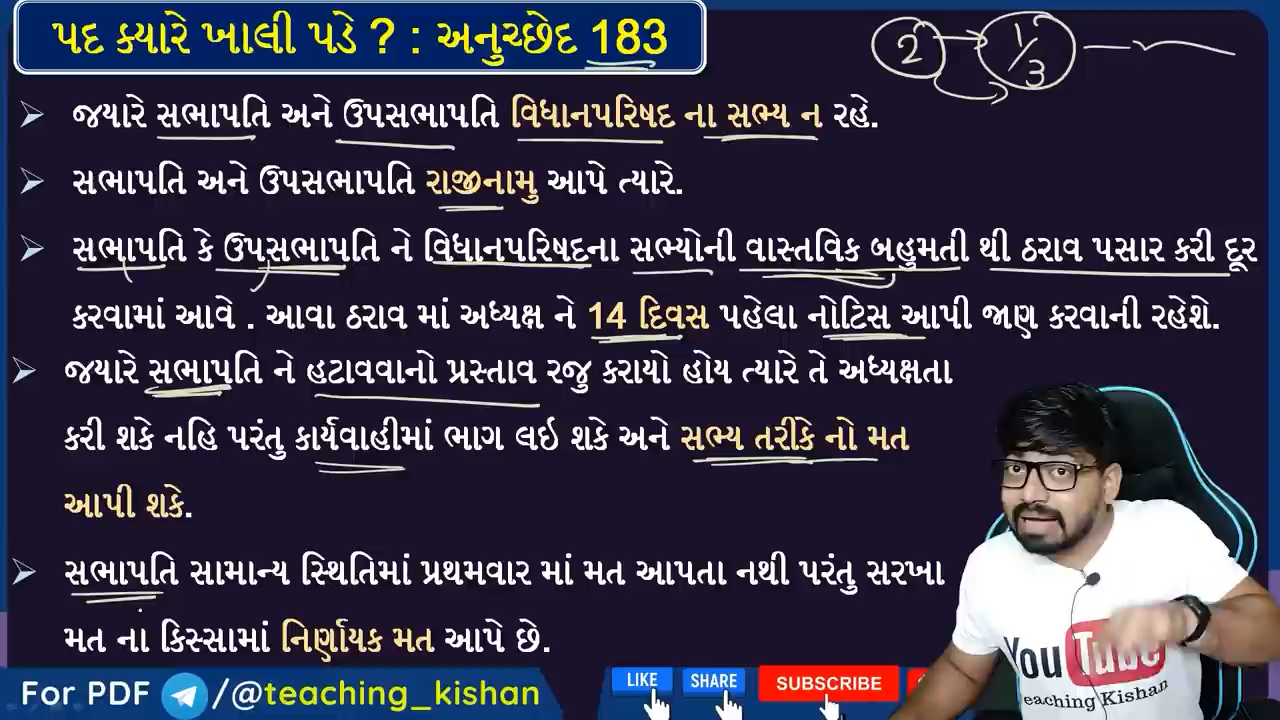 પદ ક્યારે ખાલી પડે ? : અનુચ્છેદ 183
2 1/3
જ્યારે સભાપતિ અને ઉપસભાપતિ વિધાનપરિષદ ના સભ્ય ન રહે.
સભાપતિ અને ઉપસભાપતિ રાજીનામુ આપે ત્યારે.
સભાપતિ કે ઉપસભાપતિ ને વિધાનપરિષદના સભ્યોની વાસ્તવિક બહુમતી થી ઠરાવ પસાર કરી દૂર
કરવામાં આવે . આવા ઠરાવ માં અધ્યક્ષ ને 14 દિવસ પહેલા નોટિસ આપી જાણ કરવાની રહેશે.
જ્યારે સભાપતિ ને હટાવવાનો પ્રસ્તાવ રજુ કરાયો હોય ત્યારે તે અધ્યક્ષતા
કરી શકે નહિ પરંતુ કાર્યવાહીમાં ભાગ લઇ શકે અને સભ્ય તરીકે નો મત
આપી શકે.
સભાપતિ સામાન્ય સ્થિતિમાં પ્રથમવાર માં મત આપતા નથી પરંતુ સરખા
મત નાં કિસ્સામાં નિર્ણાયક મત આપે છે.
You Tube
eaching Kishan
For PDF /@teaching_kishan
LIKE SHARE SUBSCRIBE